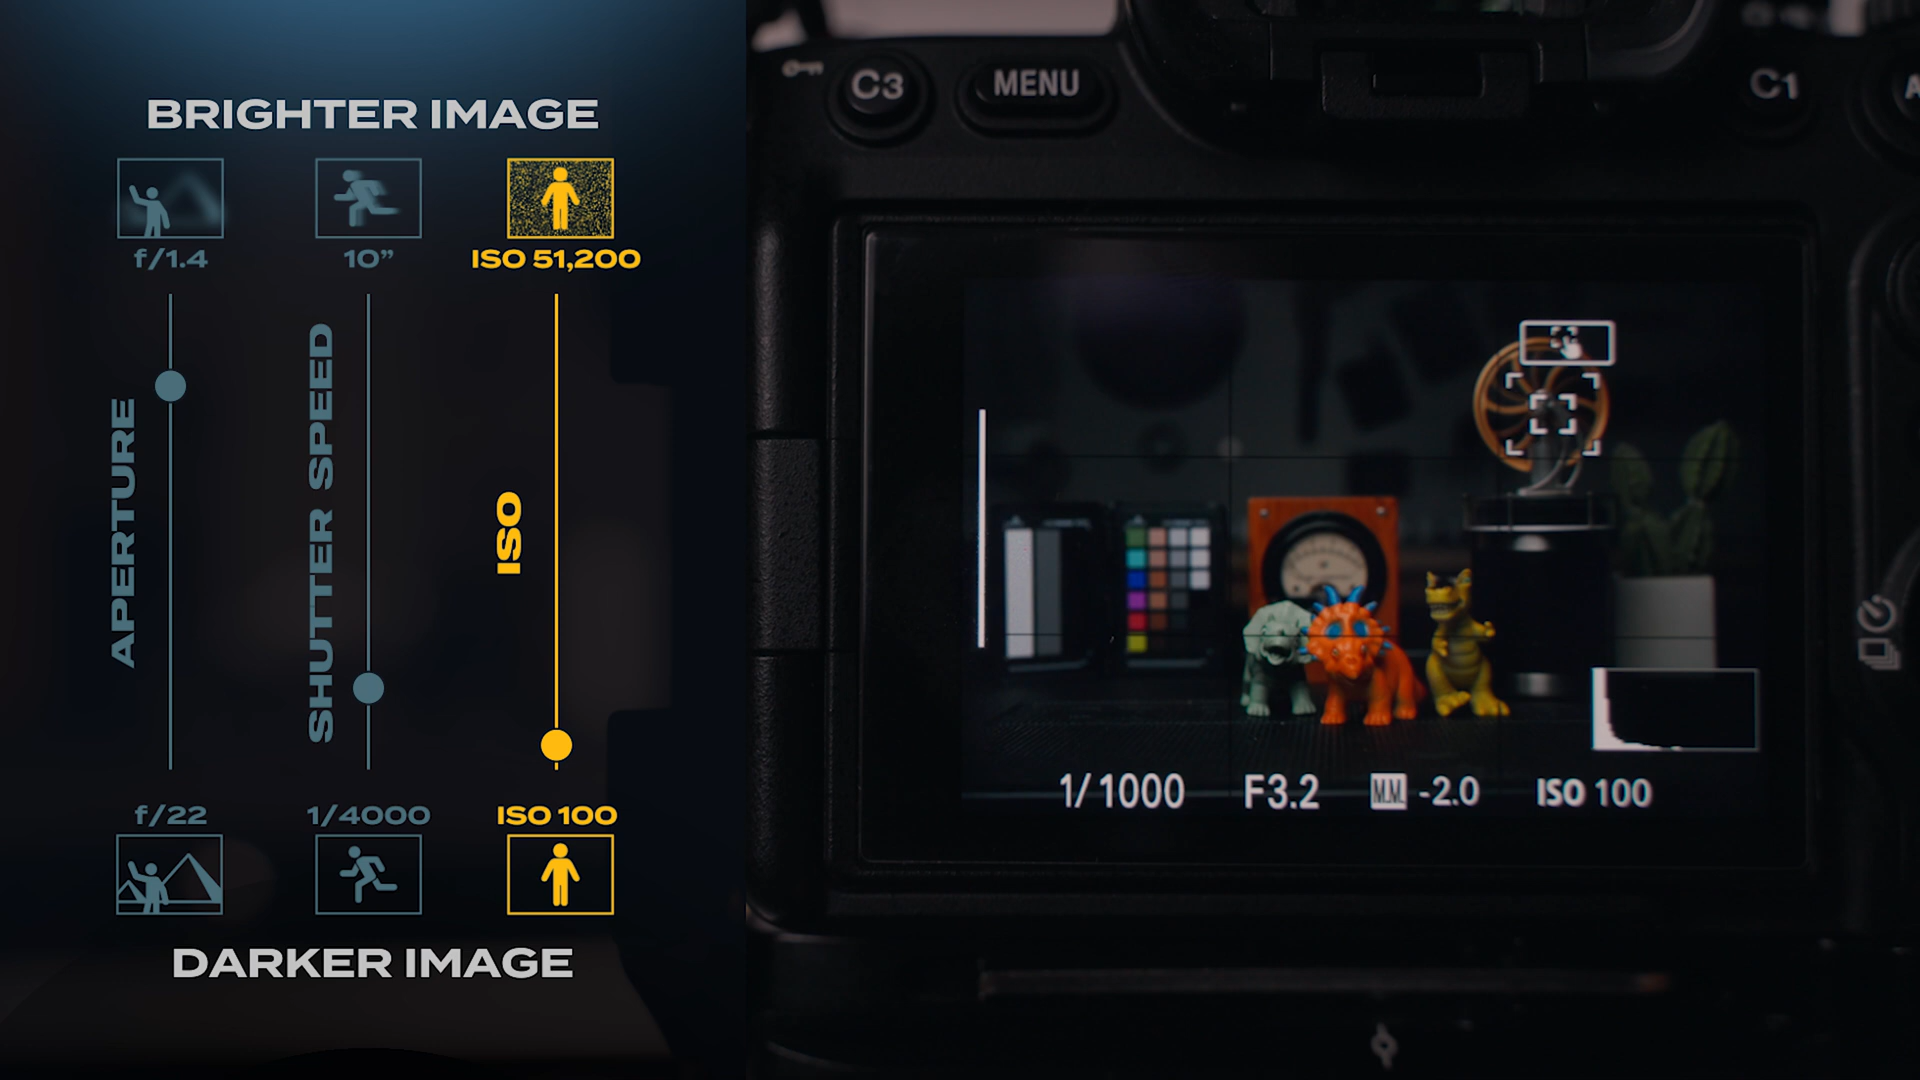 BRIGHTER IMAGE
f/1.4
10”
ISO 51,200
APERTURE
SHUTTER SPEED
ISO
f/22
1/4000
ISO 100
DARKER IMAGE
C3
MENU
C1
1/1000
F3.2
M.M. -2.0
ISO 100